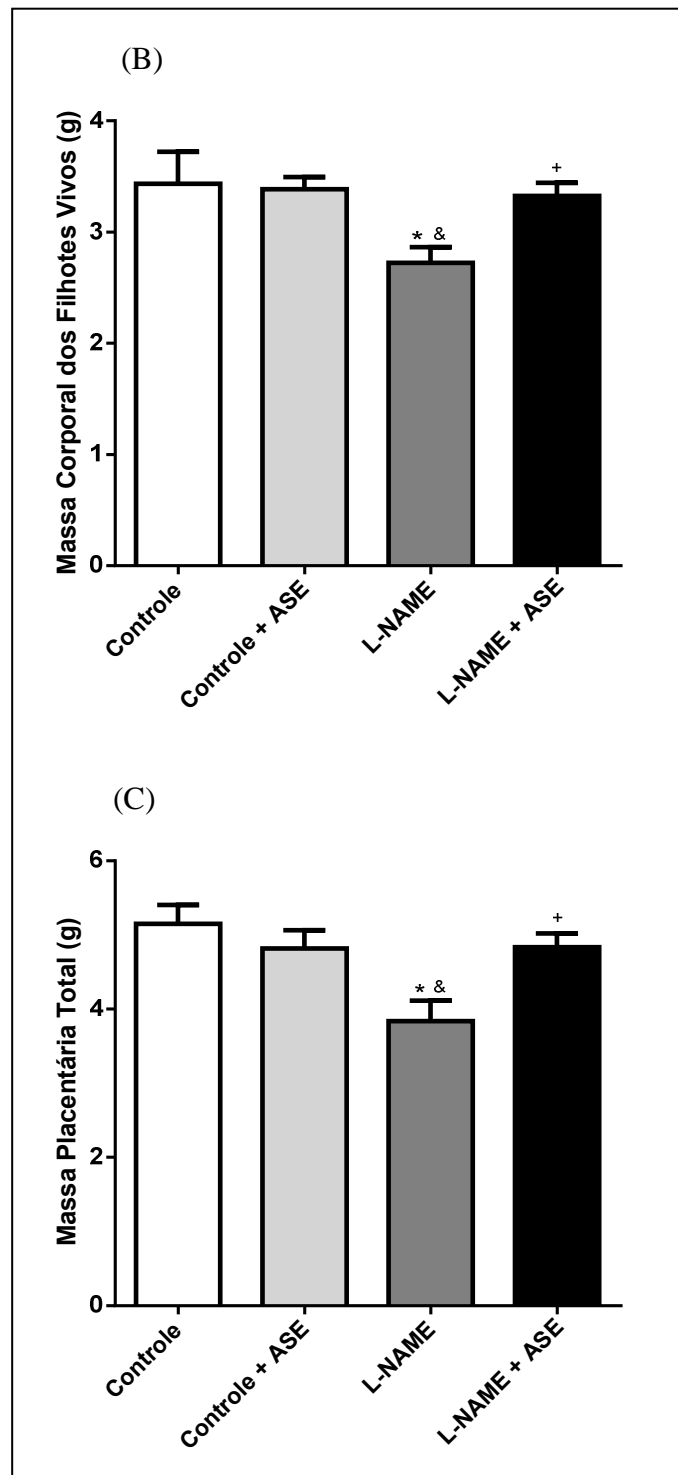 (B)
Massa Corporal dos Filhotes Vivos (g)
4
3
2
1
0
* &
+
Controle
Controle + ASE
L-NAME
L-NAME + ASE
(C)
Massa Placentária Total (g)
6
4
2
0
* &
+
Controle
Controle + ASE
L-NAME
L-NAME + ASE